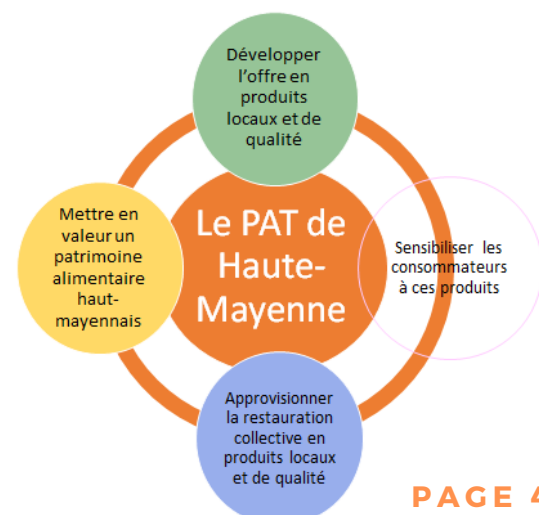 Développer
l'offre en
produits
locaux et de
qualité
Mettre en
valeur un
patrimoine
alimentaire
haut-
mayennais
Le PAT de
Haute-
Mayenne
Sensibiliser les
consommateurs
à ces produits
Approvisionner
la restauration
collective en
produits locaux
et de qualité
PAGE 4